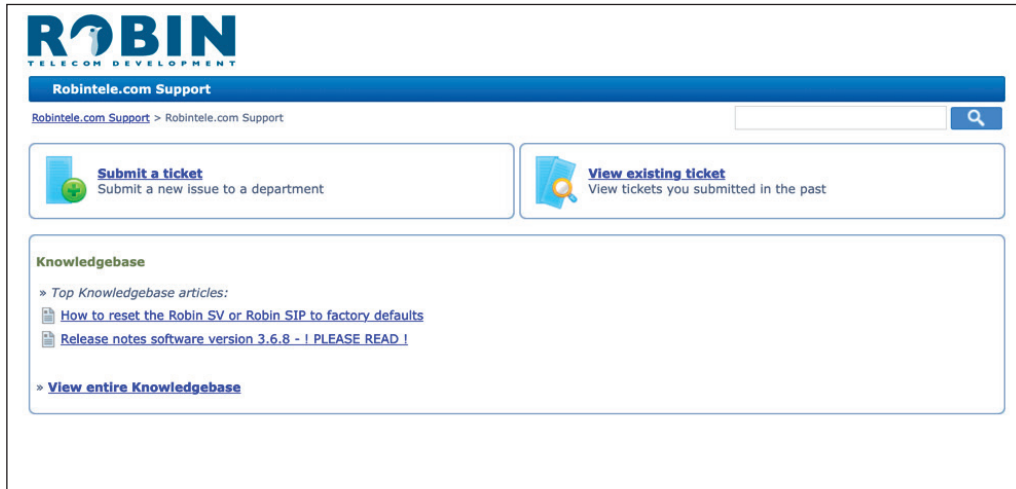 ROBIN
TELECOM DEVELOPMENT
Robintele.com Support
Robintele.com Support > Robintele.com Support
Submit a ticket
Submit a new issue to a department
View existing ticket
View tickets you submitted in the past
Knowledgebase
» Top Knowledgebase articles:
How to reset the Robin SV or Robin SIP to factory defaults
Release notes software version 3.6.8 - ! PLEASE READ !
» View entire Knowledgebase